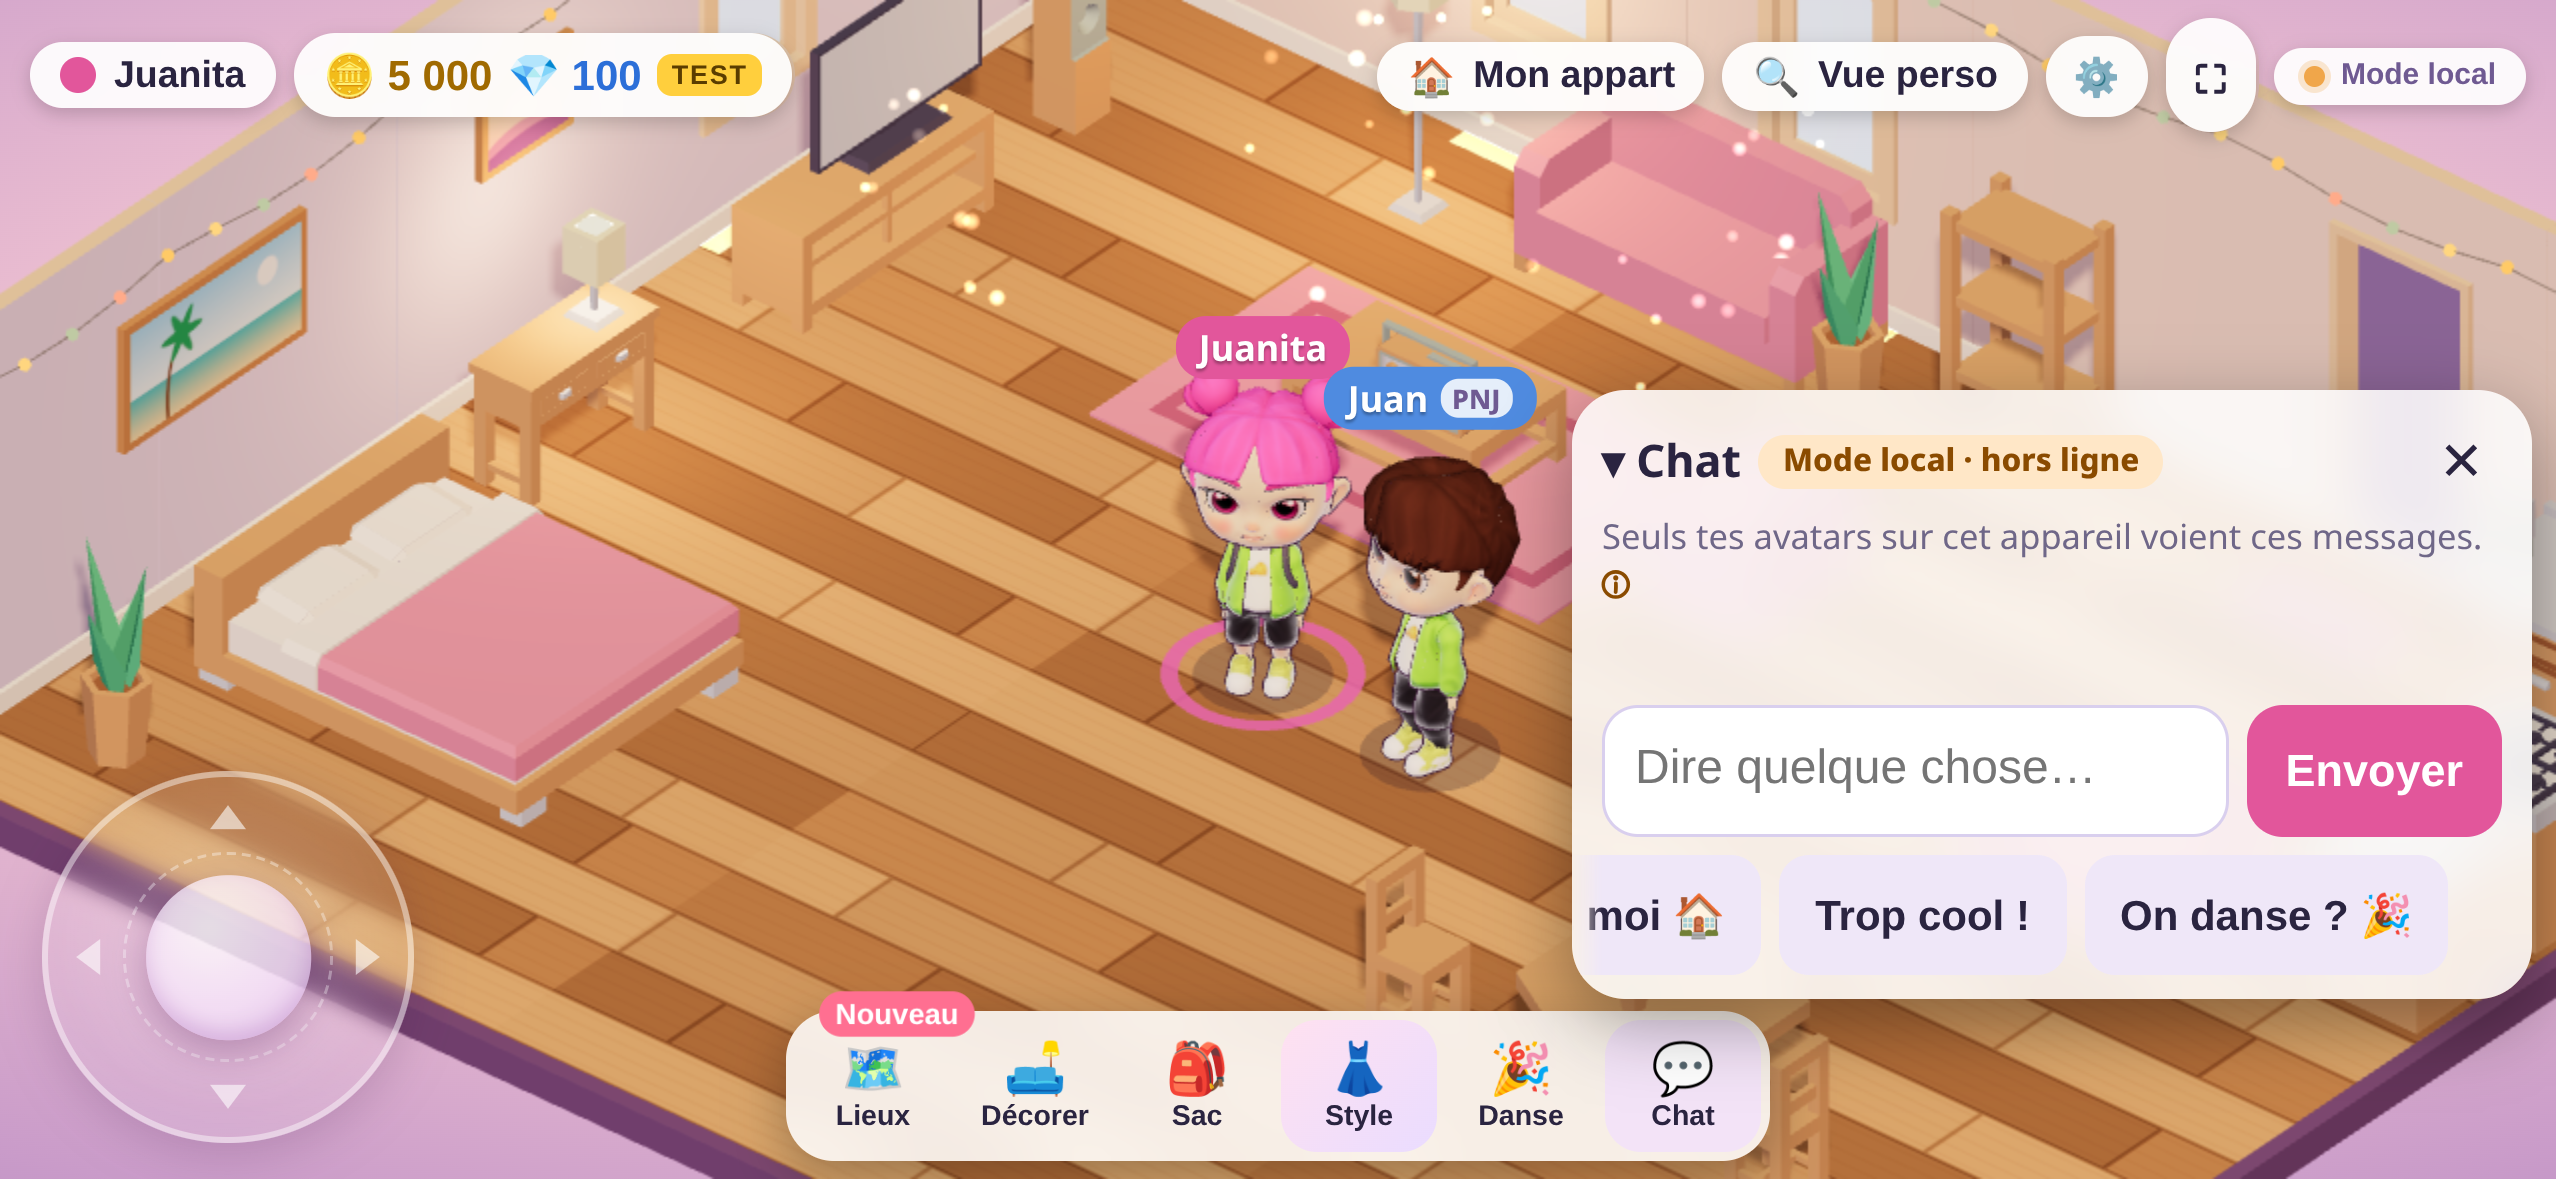 Juanita
5 000 100 TEST
Mon appart
Vue perso
Mode local
Juanita
Juan PNJ
▼ Chat Mode local · hors ligne
Seuls tes avatars sur cet appareil voient ces messages.
Dire quelque chose…
Envoyer
moi
Trop cool !
On danse ?
Nouveau
Lieux
Décorer
Sac
Style
Danse
Chat